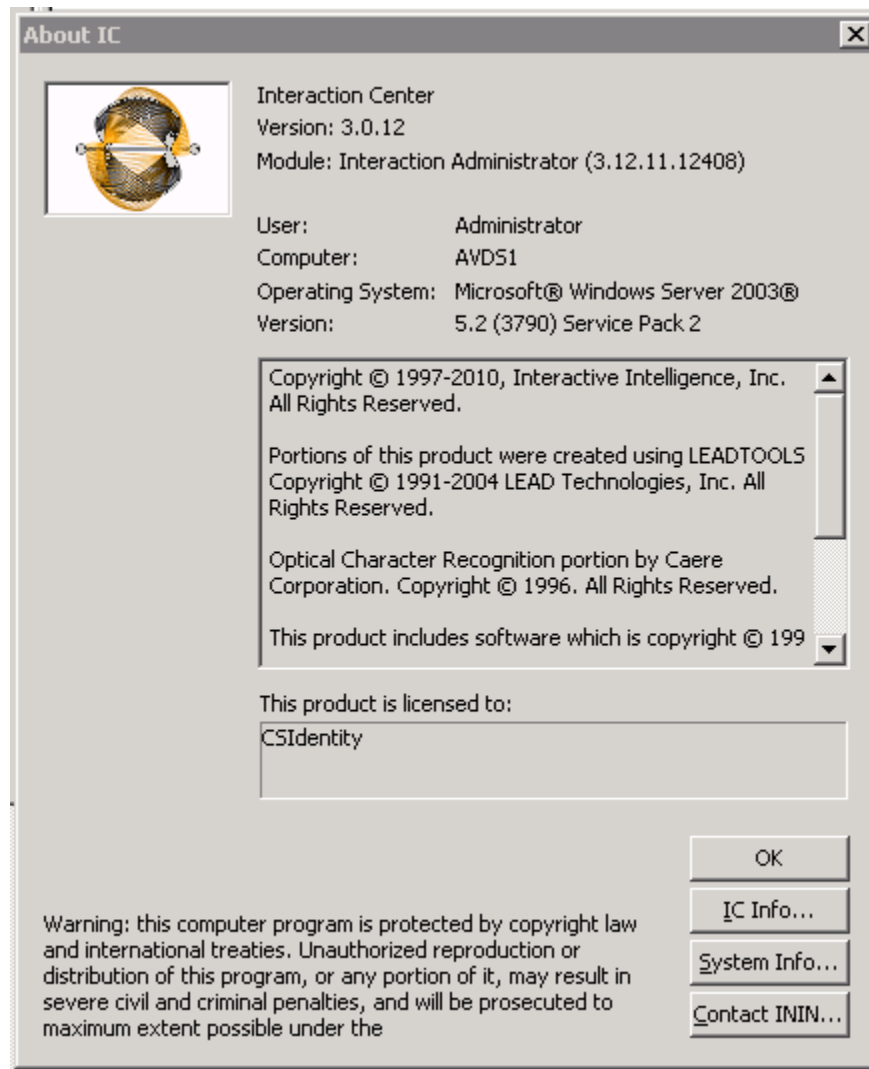 About IC
Interaction Center
Version: 3.0.12
Module: Interaction Administrator (3.12.11.12408)
User: Administrator
Computer: AVDS1
Operating System: Microsoft® Windows Server 2003®
Version: 5.2 (3790) Service Pack 2
Copyright © 1997-2010, Interactive Intelligence, Inc.
All Rights Reserved.
Portions of this product were created using LEADTOOLS
Copyright © 1991-2004 LEAD Technologies, Inc. All
Rights Reserved.
Optical Character Recognition portion by Caere
Corporation. Copyright © 1996. All Rights Reserved.
This product includes software which is copyright © 199
This product is licensed to:
CSIdentity
OK
IC Info...
System Info...
Contact ININ...
Warning: this computer program is protected by copyright law
and international treaties. Unauthorized reproduction or
distribution of this program, or any portion of it, may result in
severe civil and criminal penalties, and will be prosecuted to
maximum extent possible under the